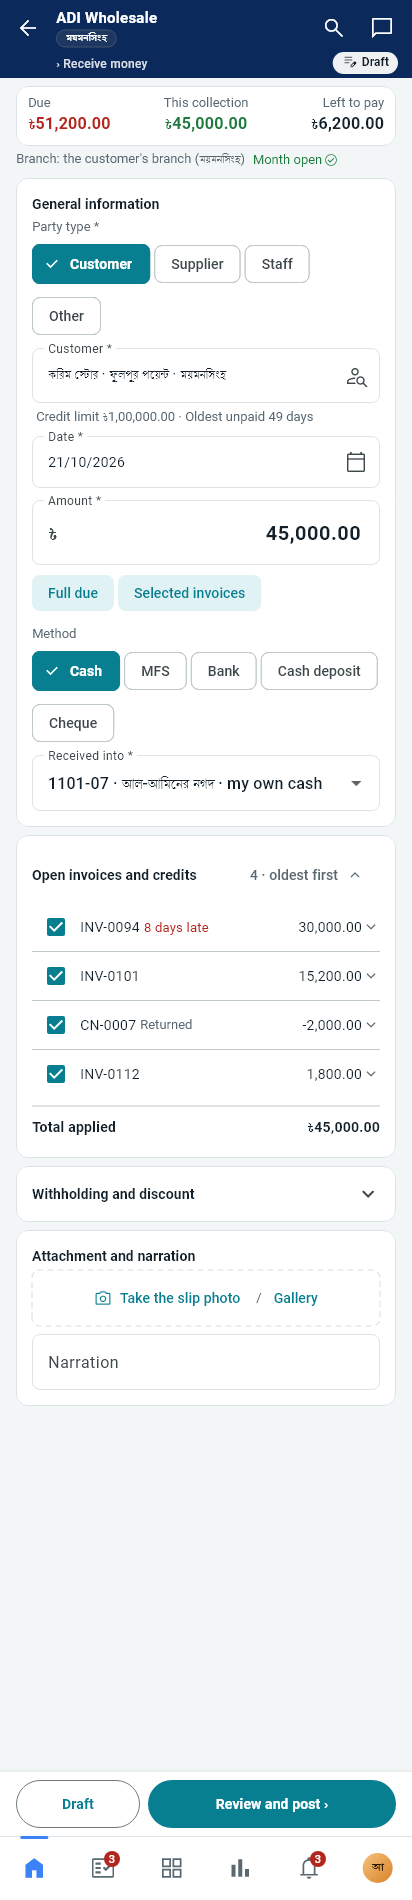 ADI Wholesale
ময়মনসিংহ
› Receive money
Draft
Due This collection Left to pay
৳51,200.00 ৳45,000.00 ৳6,200.00
Branch: the customer's branch (ময়মনসিংহ) Month open
General information
Party type *
Customer Supplier Staff
Other
Customer *
করিম স্টোর · ফুলপুর পয়েন্ট · ময়মনসিংহ
Credit limit ৳1,00,000.00 · Oldest unpaid 49 days
Date *
21/10/2026
Amount *
৳ 45,000.00
Full due Selected invoices
Method
Cash MFS Bank Cash deposit
Cheque
Received into *
1101-07 · আল-আমিনের নগদ · my own cash
Open invoices and credits 4 · oldest first
INV-0094 8 days late 30,000.00
INV-0101 15,200.00
CN-0007 Returned -2,000.00
INV-0112 1,800.00
Total applied ৳45,000.00
Withholding and discount
Attachment and narration
Take the slip photo / Gallery
Narration
Draft Review and post ›
3 3 আ